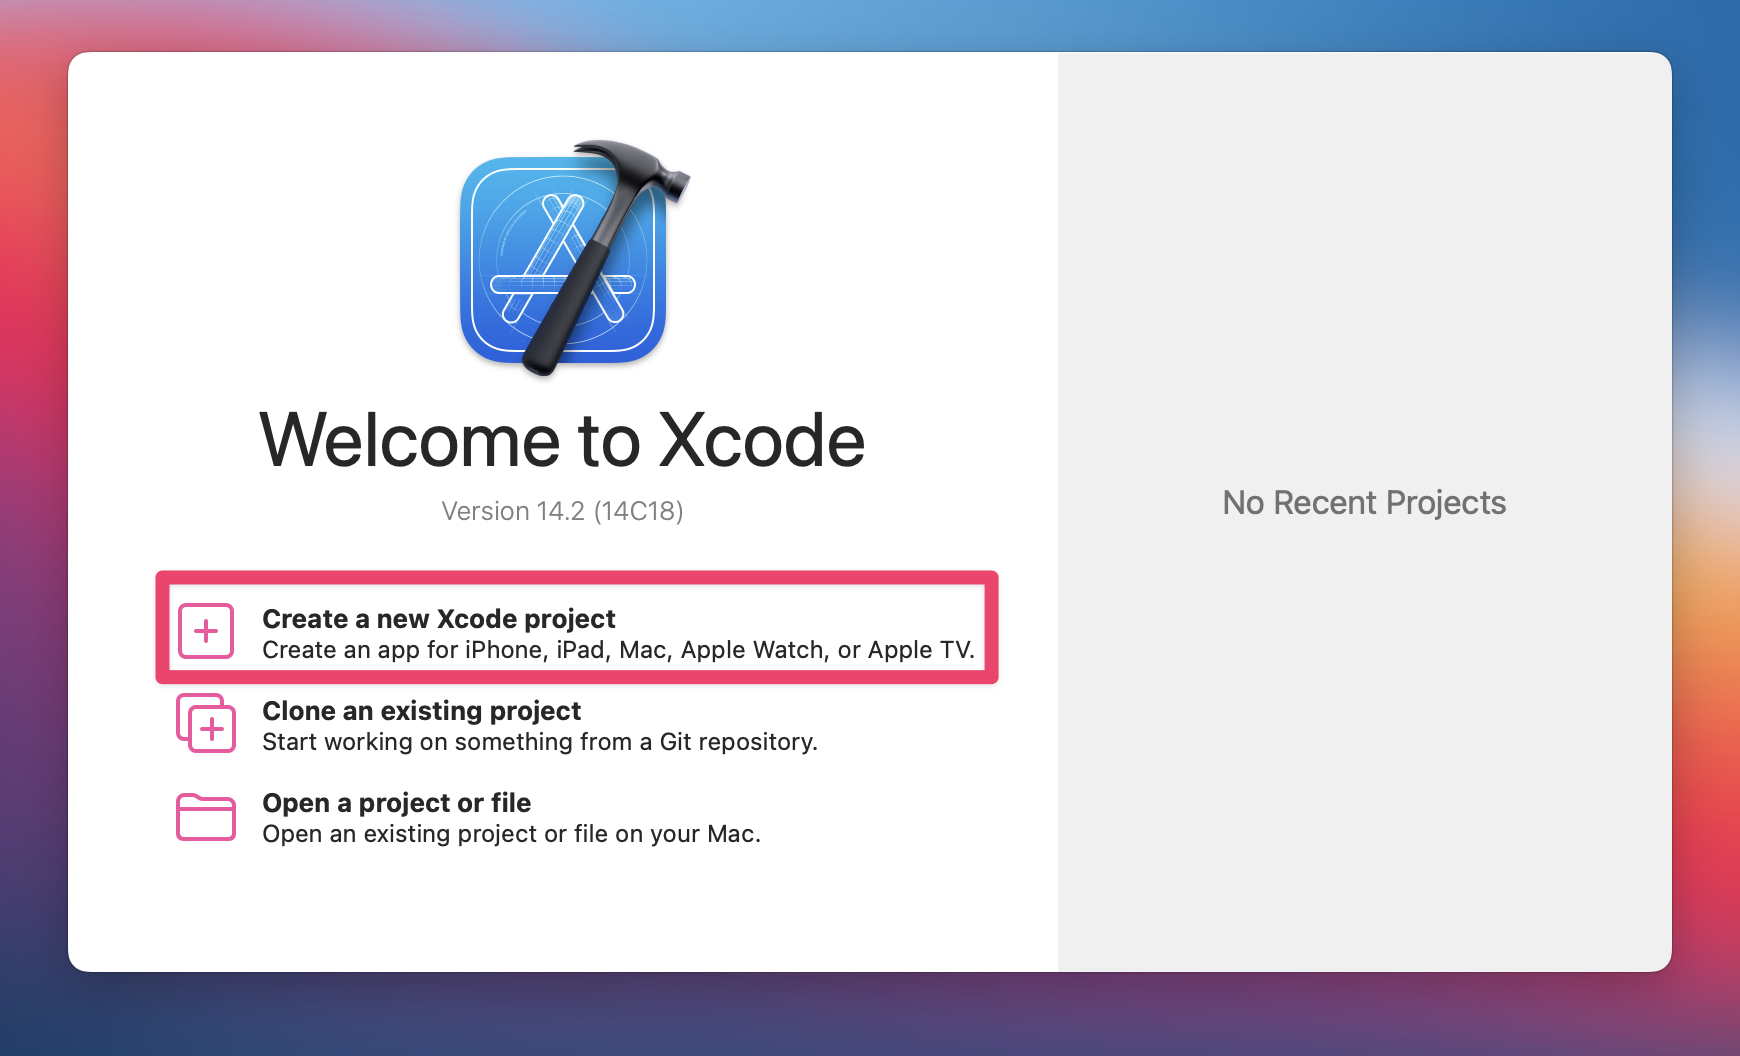 Welcome to Xcode
Version 14.2 (14C18)
Create a new Xcode project
Create an app for iPhone, iPad, Mac, Apple Watch, or Apple TV.
Clone an existing project
Start working on something from a Git repository.
Open a project or file
Open an existing project or file on your Mac.
No Recent Projects